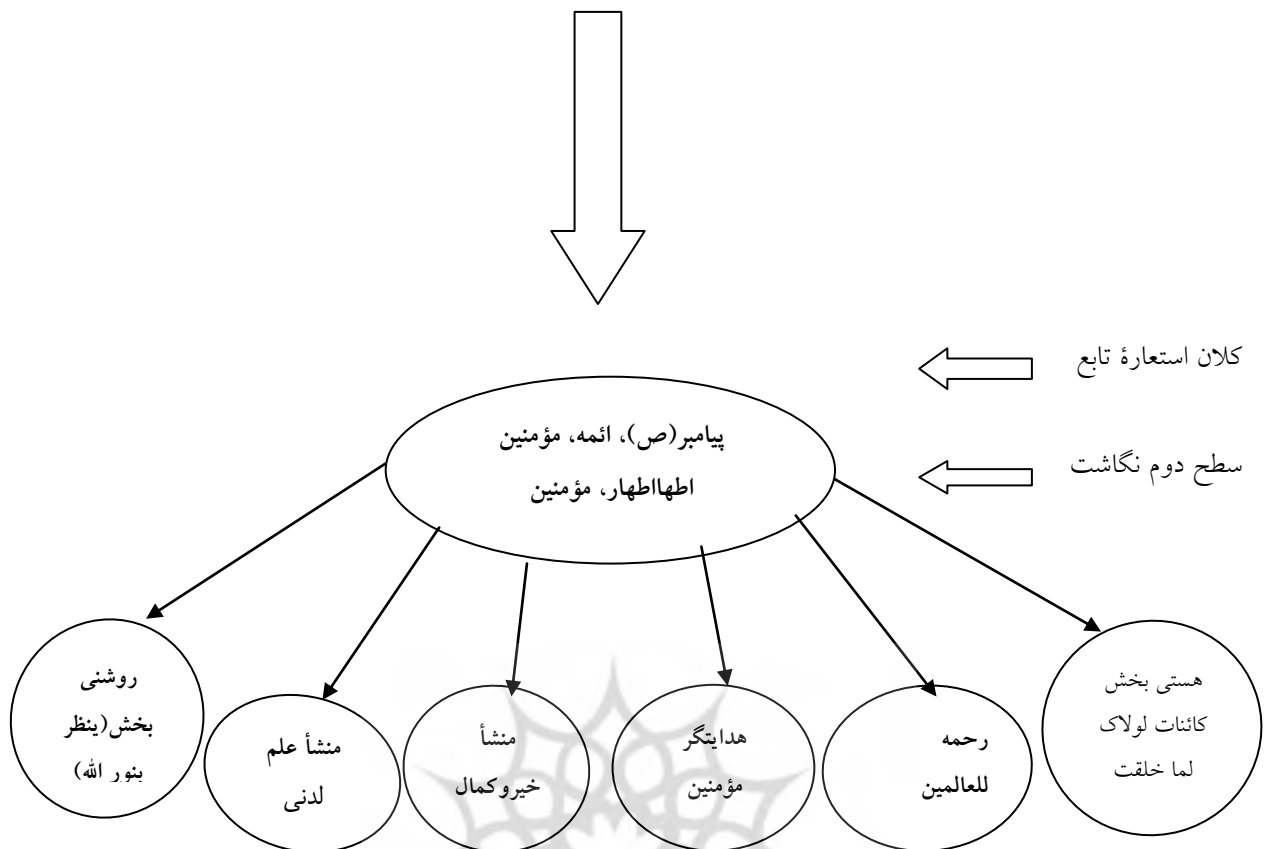 کلان استعارۀ تابع
سطح دوم نگاشت
پیامبر(ص)، ائمه، مؤمنین
اطهااطهار، مؤمنین
هستی بخش
کائنات لولاک
لما خلقت
رحمه
للعالمین
هدایتگر
مؤمنین
منشأ
خیروکمال
منشأ علم
لدنی
روشنی
بخش(ینظر
بنور الله)